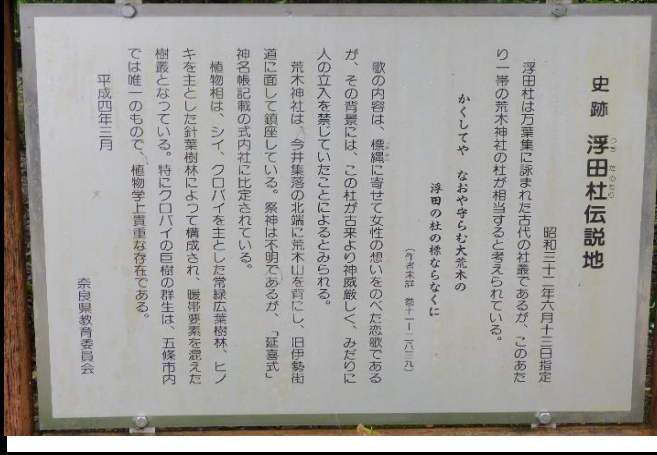 史跡 浮田杜伝説地
うき たのもり
昭和三十二年六月十三日指定
浮田杜は万葉集に詠まれた古代の社叢であるが、このあた
り一帯の荒木神社の杜が相当すると考えられている。
かくしてや なおや守らむ大荒木の
浮田の杜の標ならなくに
(作者未詳 巻十一―二八三九)
歌の内容は、標縄に寄せて女性の想いをのべた恋歌である
が、その背景には、この杜が古来より神威厳しく、みだりに
人の立入を禁じていたことによるとみられる。
荒木神社は、今井集落の北端に荒木山を背にし、旧伊勢街
道に面して鎮座している。祭神は不明であるが、「延喜式」
神名帳記載の式内社に比定されている。
植物相は、シイ、クロバイを主とした常緑広葉樹林、ヒノ
キを主とした針葉樹林によって構成され、暖帯要素を混えた
樹叢となっている。特にクロバイの巨樹の群生は、五條市内
では唯一のもので、植物学上貴重な存在である。
平成四年三月
奈良県教育委員会